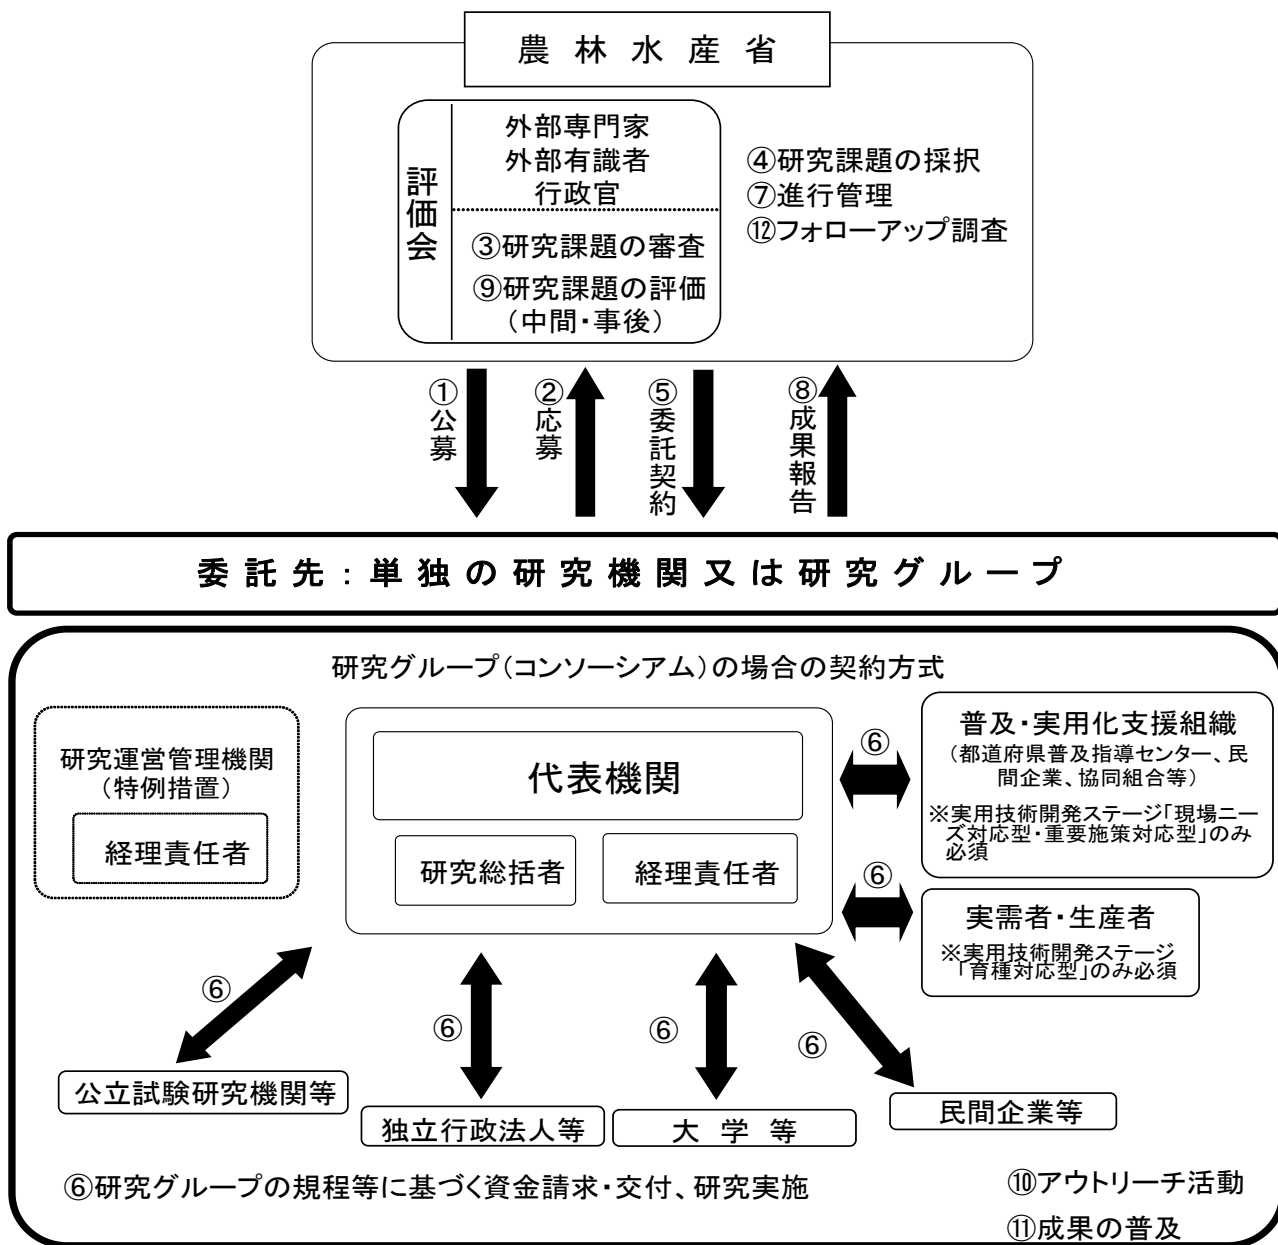 農林水産省
評価会
外部専門家
外部有識者
行政官
③研究課題の審査
⑨研究課題の評価
(中間・事後)
④研究課題の採択
⑦進行管理
⑫フォローアップ調査
①公募
②応募
⑤委託契約
⑧成果報告
委託先:単独の研究機関又は研究グループ
研究グループ(コンソーシアム)の場合の契約方式
研究運営管理機関
(特例措置)
経理責任者
代表機関
研究総括者
経理責任者
⑥
普及・実用化支援組織
(都道府県普及指導センター、民
間企業、協同組合等)
※実用技術開発ステージ「現場ニー
ズ対応型・重要施策対応型」のみ
必須
⑥
実需者・生産者
※実用技術開発ステージ
「育種対応型」のみ必須
⑥
⑥
⑥
⑥
公立試験研究機関等
独立行政法人等
大学等
民間企業等
⑥研究グループの規程等に基づく資金請求・交付、研究実施
⑩アウトリーチ活動
⑪成果の普及